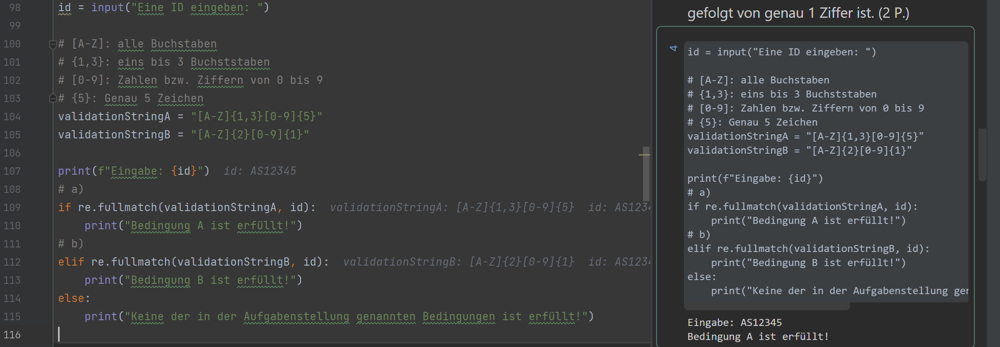 98 id = input("Eine ID eingeben: ")
99
100 # [A-Z]: alle Buchstaben
101 # {1,3}: eins bis 3 Buchststaben
102 # [0-9]: Zahlen bzw. Ziffern von 0 bis 9
103 # {5}: Genau 5 Zeichen
104 validationStringA = "[A-Z]{1,3}[0-9]{5}"
105 validationStringB = "[A-Z]{2}[0-9]{1}"
106
107 print(f"Eingabe: {id}") id: AS12345
108 # a)
109 if re.fullmatch(validationStringA, id): validationStringA: [A-Z]{1,3}[0-9]{5} id: AS1234
110 print("Bedingung A ist erfüllt!")
111 # b)
112 elif re.fullmatch(validationStringB, id): validationStringB: [A-Z]{2}[0-9]{1} id: AS1234
113 print("Bedingung B ist erfüllt!")
114 else:
115 print("Keine der in der Aufgabenstellung genannten Bedingungen ist erfüllt!")
116
gefolgt von genau 1 Ziffer ist. (2 P.)
4
id = input("Eine ID eingeben: ")
# [A-Z]: alle Buchstaben
# {1,3}: eins bis 3 Buchststaben
# [0-9]: Zahlen bzw. Ziffern von 0 bis 9
# {5}: Genau 5 Zeichen
validationStringA = "[A-Z]{1,3}[0-9]{5}"
validationStringB = "[A-Z]{2}[0-9]{1}"
print(f"Eingabe: {id}")
# a)
if re.fullmatch(validationStringA, id):
print("Bedingung A ist erfüllt!")
# b)
elif re.fullmatch(validationStringB, id):
print("Bedingung B ist erfüllt!")
else:
print("Keine der in der Aufgabenstellung ge
Eingabe: AS12345
Bedingung A ist erfüllt!